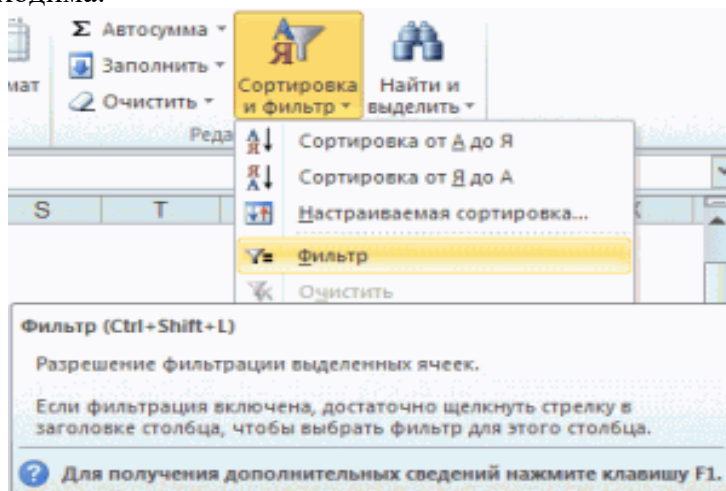 Σ Автосумма
Заполнить
Очистить
Сортировка
и фильтр
Найти и
выделить
мат
Реда
Сортировка от А до Я
Сортировка от Я до А
Настраиваемая сортировка...
S T
Фильтр
Очистить
Фильтр (Ctrl+Shift+L)
Разрешение фильтрации выделенных ячеек.
Если фильтрация включена, достаточно щелкнуть стрелку в
заголовке столбца, чтобы выбрать фильтр для этого столбца.
Для получения дополнительных сведений нажмите клавишу F1.